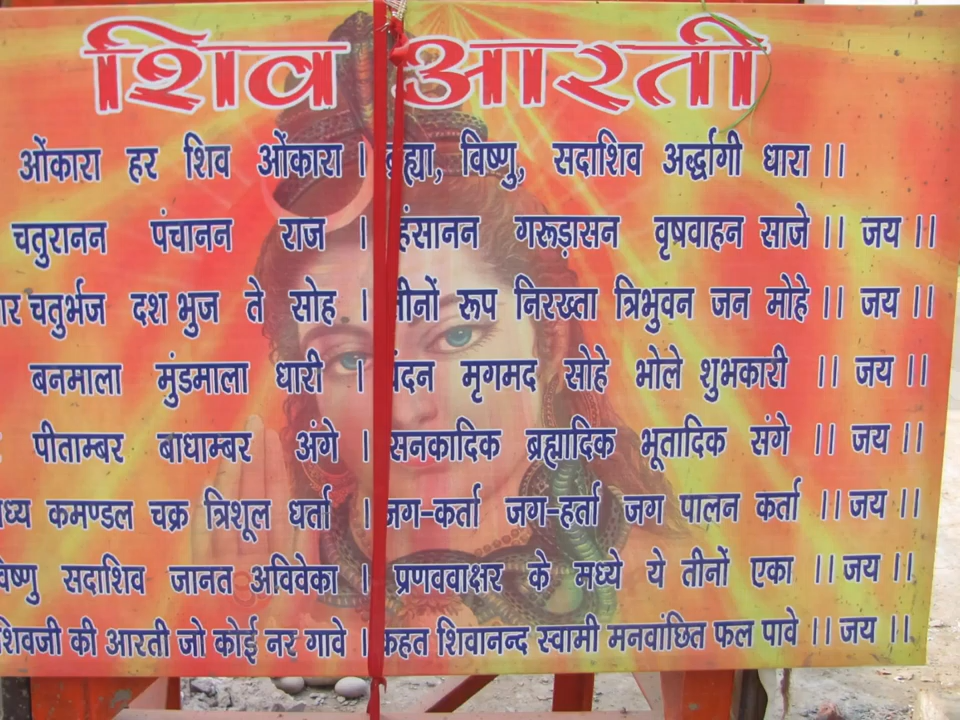 शिव आरती
ओंकारा हर शिव ओंकारा । ब्रह्मा, विष्णु, सदाशिव अर्द्धागी धारा ।।
चतुरानन पंचानन राज । हंसानन गरूड़ासन वृषवाहन साजे ।। जय ।।
चतुर्भज दश भुज ते सोह । तीनों रूप निरख्ता त्रिभुवन जन मोहे ।। जय ।।
बनमाला मुंडमाला धारी । चंदन मृगमद सोहे भोले शुभकारी ।। जय ।।
पीताम्बर बाधाम्बर अंगे । सनकादिक ब्रह्मादिक भूतादिक संगे ।। जय ।।
कमण्डल चक्र त्रिशूल धर्ता । जग-कर्ता जग-हर्ता जग पालन कर्ता ।। जय ।।
विष्णु सदाशिव जानत अविवेका । प्रणववाक्षर के मध्ये ये तीनों एका ।। जय ।।
शिवजी की आरती जो कोई नर गावे । कहत शिवानन्द स्वामी मनवांछित फल पावे ।। जय ।।